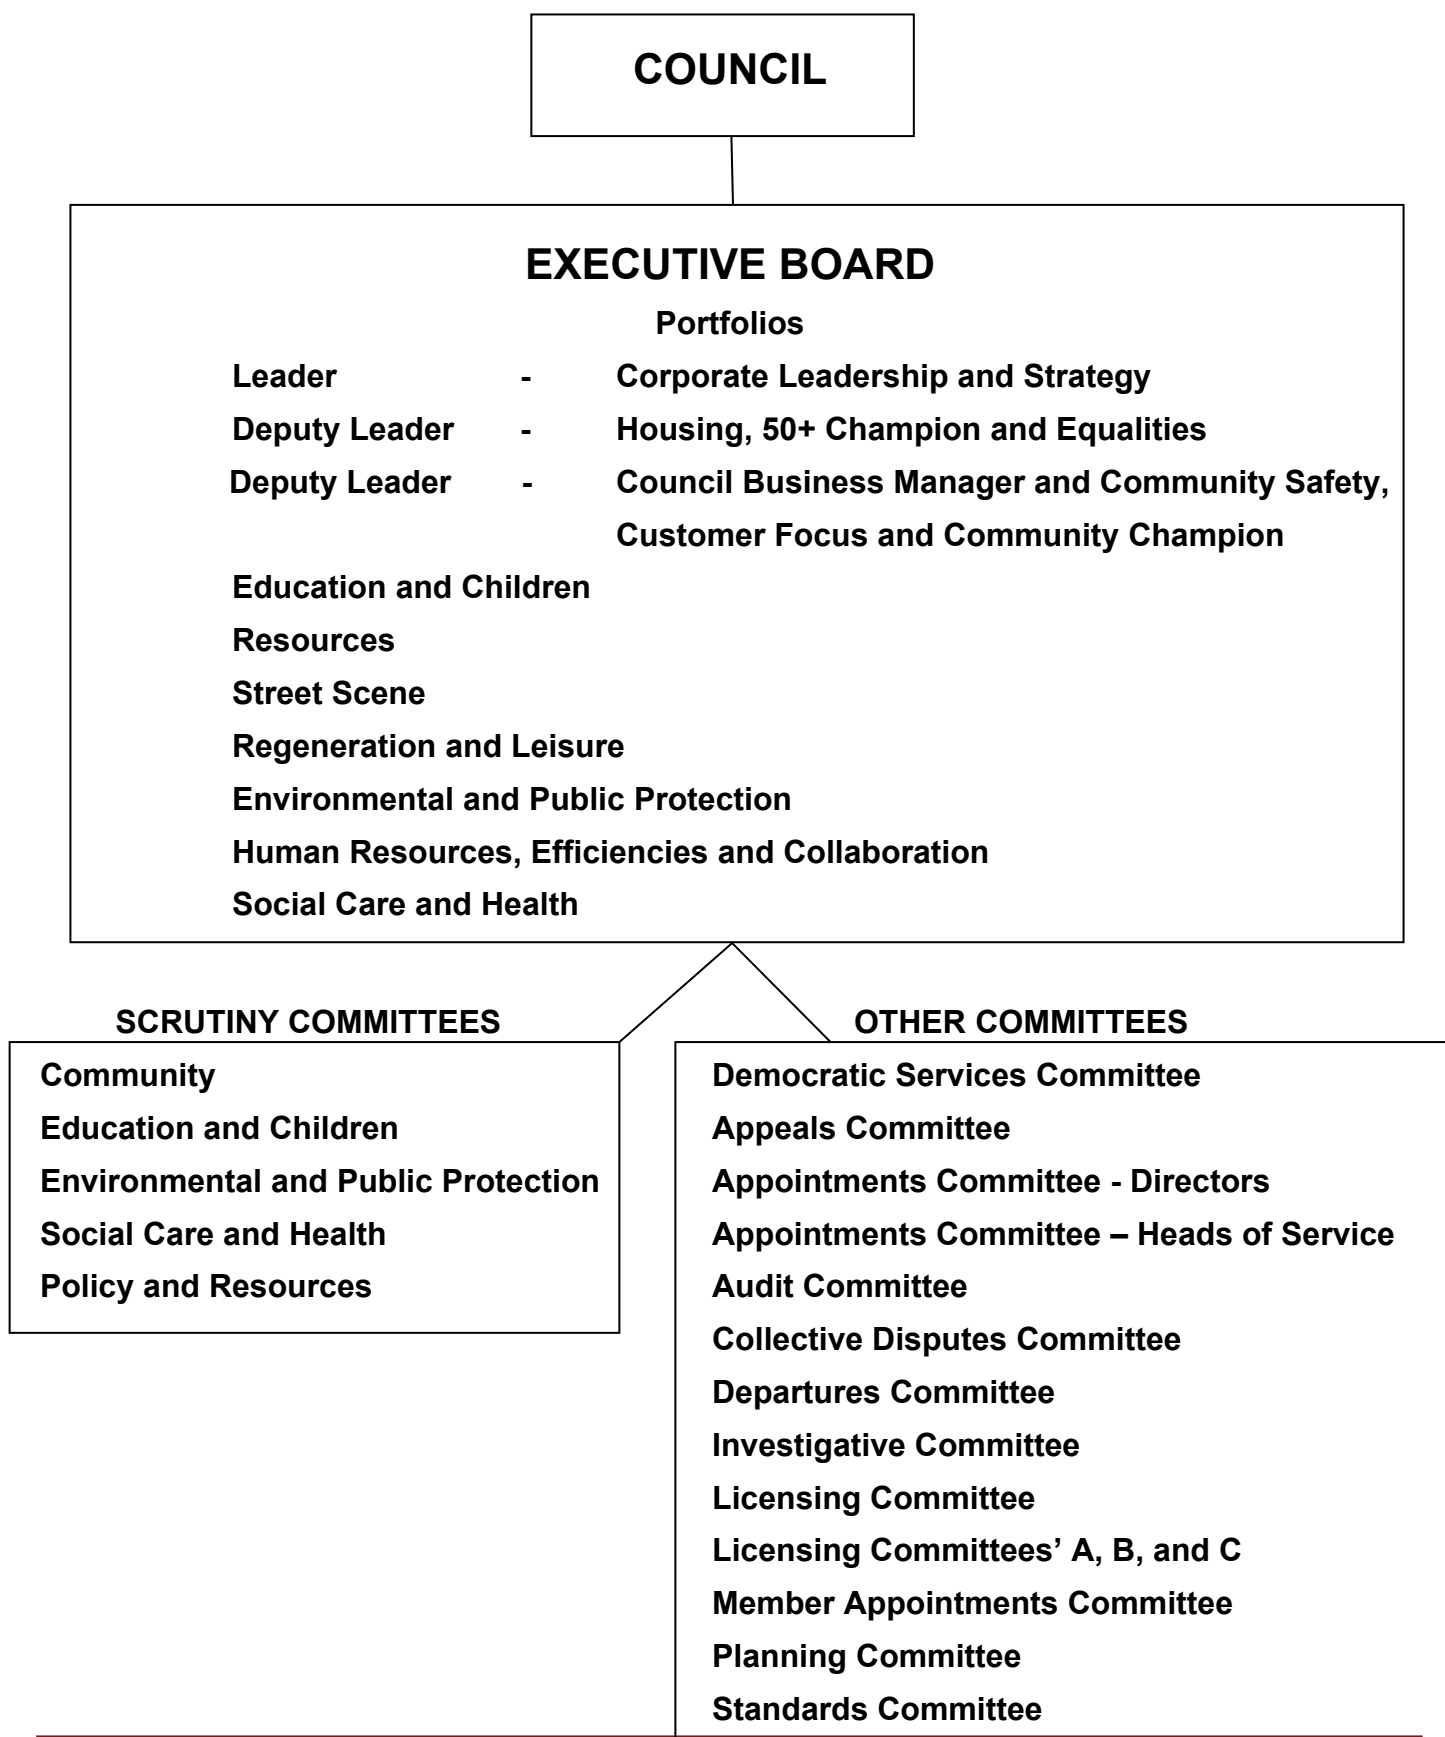 COUNCIL
EXECUTIVE BOARD
Portfolios
Leader - Corporate Leadership and Strategy
Deputy Leader - Housing, 50+ Champion and Equalities
Deputy Leader - Council Business Manager and Community Safety,
Customer Focus and Community Champion
Education and Children
Resources
Street Scene
Regeneration and Leisure
Environmental and Public Protection
Human Resources, Efficiencies and Collaboration
Social Care and Health
SCRUTINY COMMITTEES
Community
Education and Children
Environmental and Public Protection
Social Care and Health
Policy and Resources
OTHER COMMITTEES
Democratic Services Committee
Appeals Committee
Appointments Committee - Directors
Appointments Committee – Heads of Service
Audit Committee
Collective Disputes Committee
Departures Committee
Investigative Committee
Licensing Committee
Licensing Committees’ A, B, and C
Member Appointments Committee
Planning Committee
Standards Committee